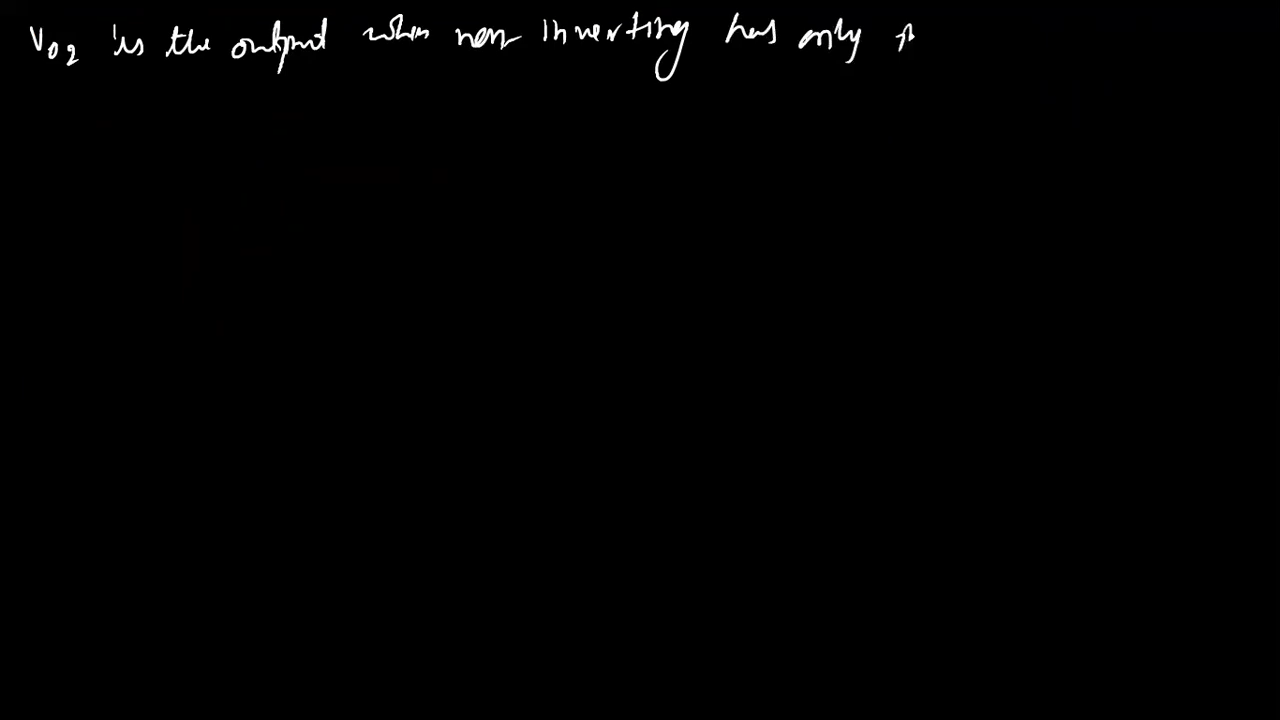 V02 is the output when non inverting has only